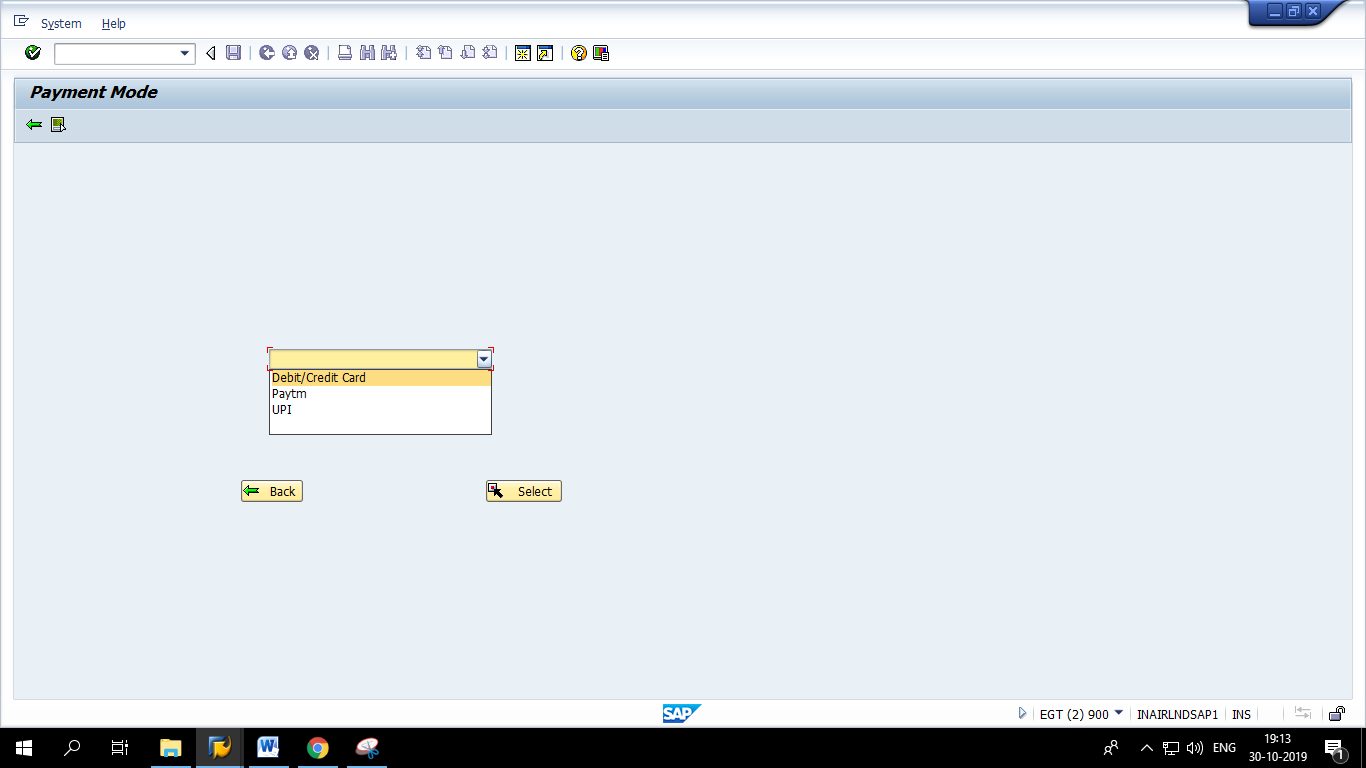 System Help
Payment Mode
Debit/Credit Card
Paytm
UPI
Back Select
SAP
EGT (2) 900 INAIRLNDSAP1 INS
ENG 19:13
30-10-2019 1